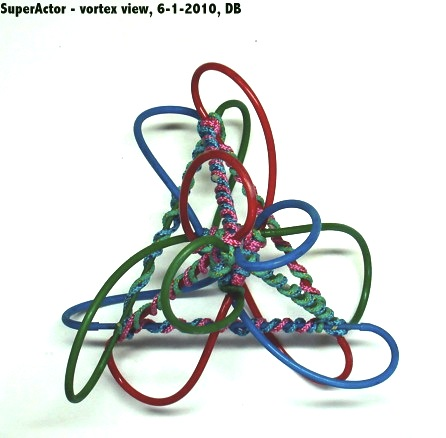 SuperActor - vortex view, 6-1-2010, DB